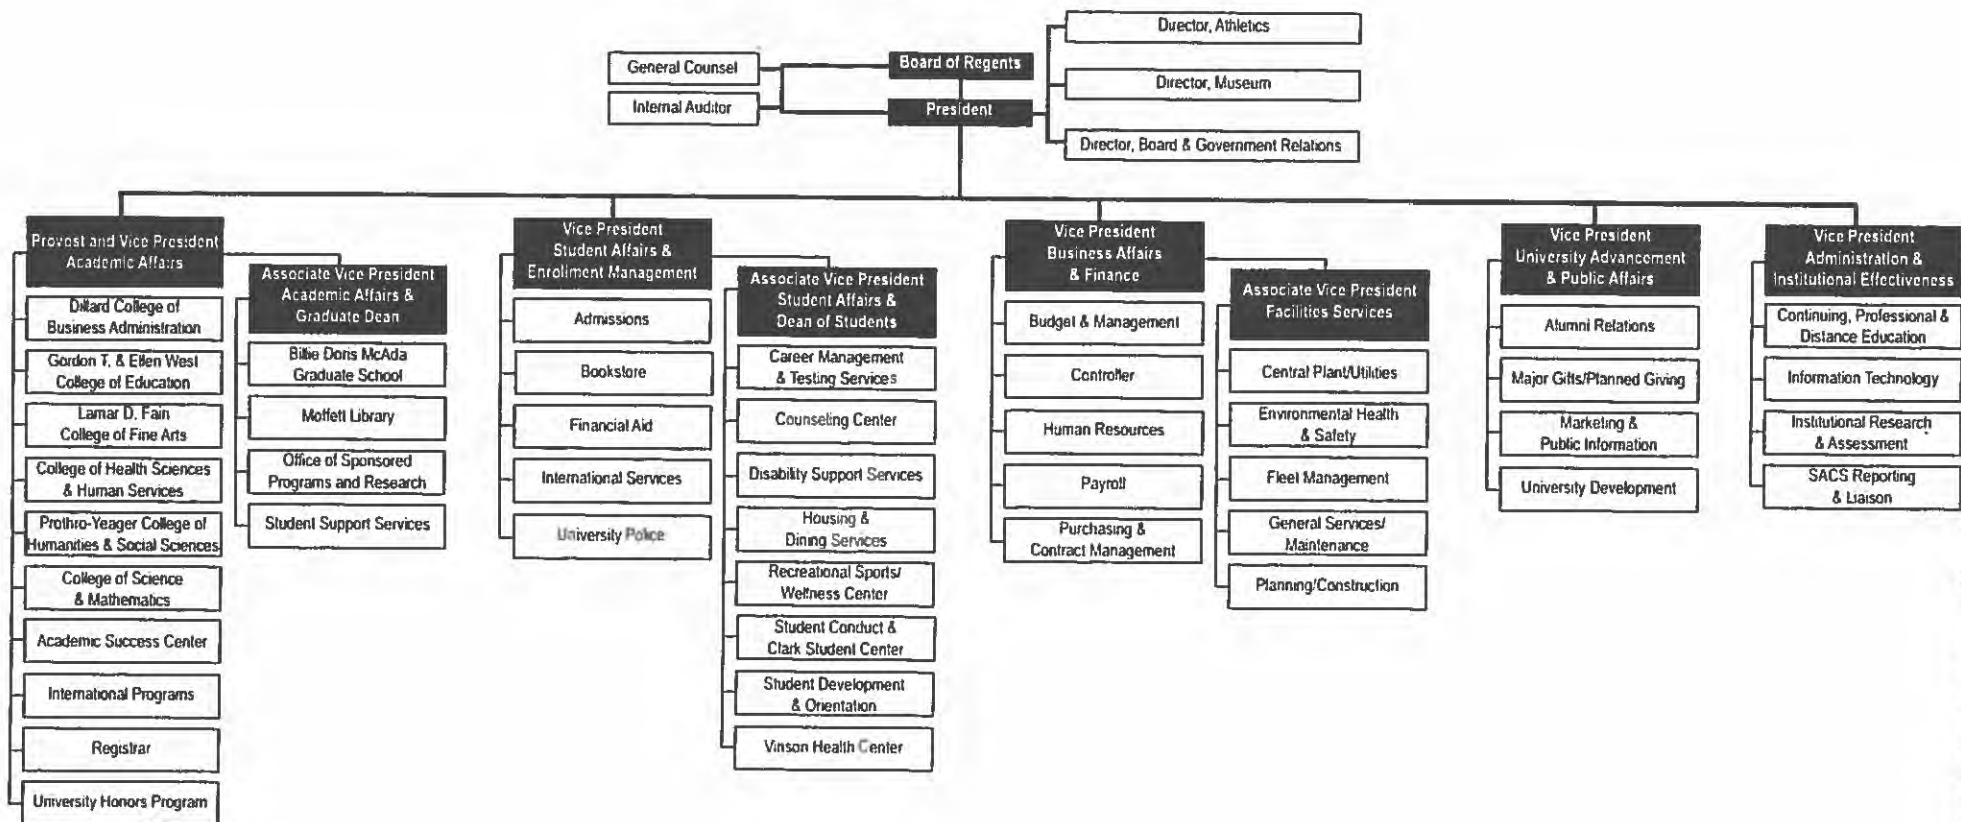 Director, Athletics
General Counsel
Board of Regents
Internal Auditor
President
Director, Museum
Director, Board & Government Relations
Provost and Vice President
Academic Affairs
Dillard College of
Business Administration
Gordon T. & Ellen West
College of Education
Lamar D. Fain
College of Fine Arts
College of Health Sciences
& Human Services
Prothro-Yeager College of
Humanities & Social Sciences
College of Science
& Mathematics
Academic Success Center
International Programs
Registrar
University Honors Program
Associate Vice President
Academic Affairs &
Graduate Dean
Billie Doris McAda
Graduate School
Moffett Library
Office of Sponsored
Programs and Research
Student Support Services
Vice President
Student Affairs &
Enrollment Management
Admissions
Bookstore
Financial Aid
International Services
University Police
Associate Vice President
Student Affairs &
Dean of Students
Career Management
& Testing Services
Counseling Center
Disability Support Services
Housing &
Dining Services
Recreational Sports/
Wellness Center
Student Conduct &
Clark Student Center
Student Development
& Orientation
Vinson Health Center
Vice President
Business Affairs
& Finance
Budget & Management
Controller
Human Resources
Payroll
Purchasing &
Contract Management
Associate Vice President
Facilities Services
Central Plant/Utilities
Environmental Health
& Safety
Fleet Management
General Services/
Maintenance
Planning/Construction
Vice President
University Advancement
& Public Affairs
Alumni Relations
Major Gifts/Planned Giving
Marketing &
Public Information
University Development
Vice President
Administration &
Institutional Effectiveness
Continuing, Professional &
Distance Education
Information Technology
Institutional Research
& Assessment
SACS Reporting
& Liaison